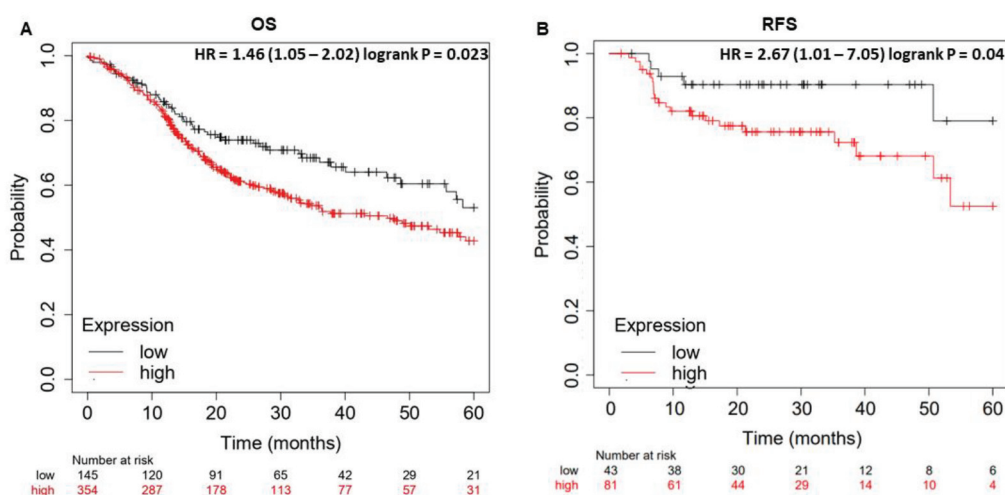 A
OS
HR = 1.46 (1.05 – 2.02) logrank P = 0.023
Probability
1.0
0.8
0.6
0.4
0.2
0.0
Expression
low
high
0 10 20 30 40 50 60
Time (months)
Number at risk
low 145 120 91 65 42 29 21
high 354 287 178 113 77 57 31
B
RFS
HR = 2.67 (1.01 – 7.05) logrank P = 0.04
Probability
1.0
0.8
0.6
0.4
0.2
0.0
Expression
low
high
0 10 20 30 40 50 60
Time (months)
Number at risk
low 43 38 30 21 12 8 6
high 81 61 44 29 14 10 4